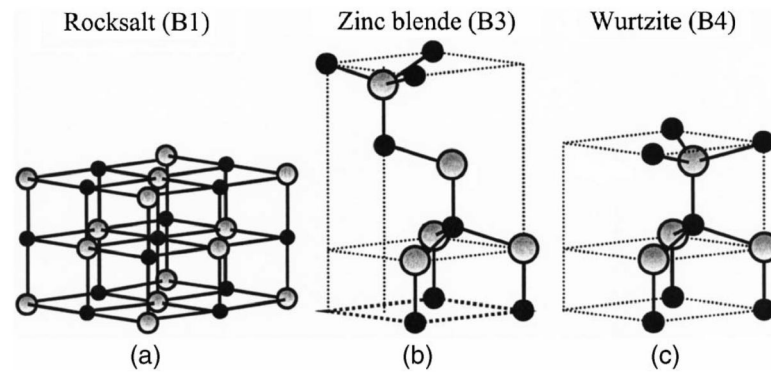 Rocksalt (B1)
Zinc blende (B3)
Wurtzite (B4)
(a)
(b)
(c)